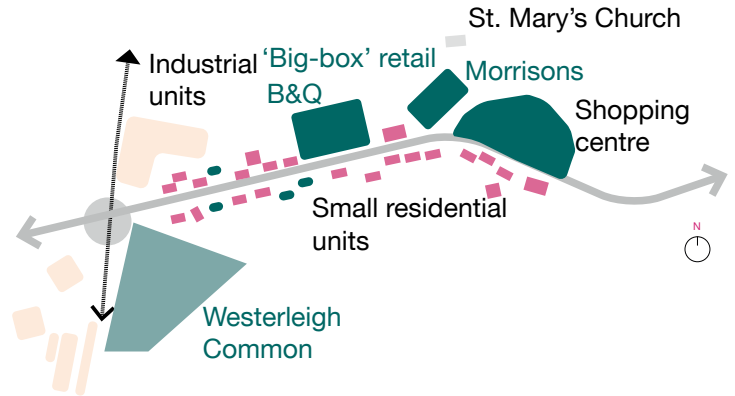 St. Mary’s Church
Industrial
units
‘Big-box’ retail
B&Q
Morrisons
Shopping
centre
Small residential
units
N
Westerleigh
Common